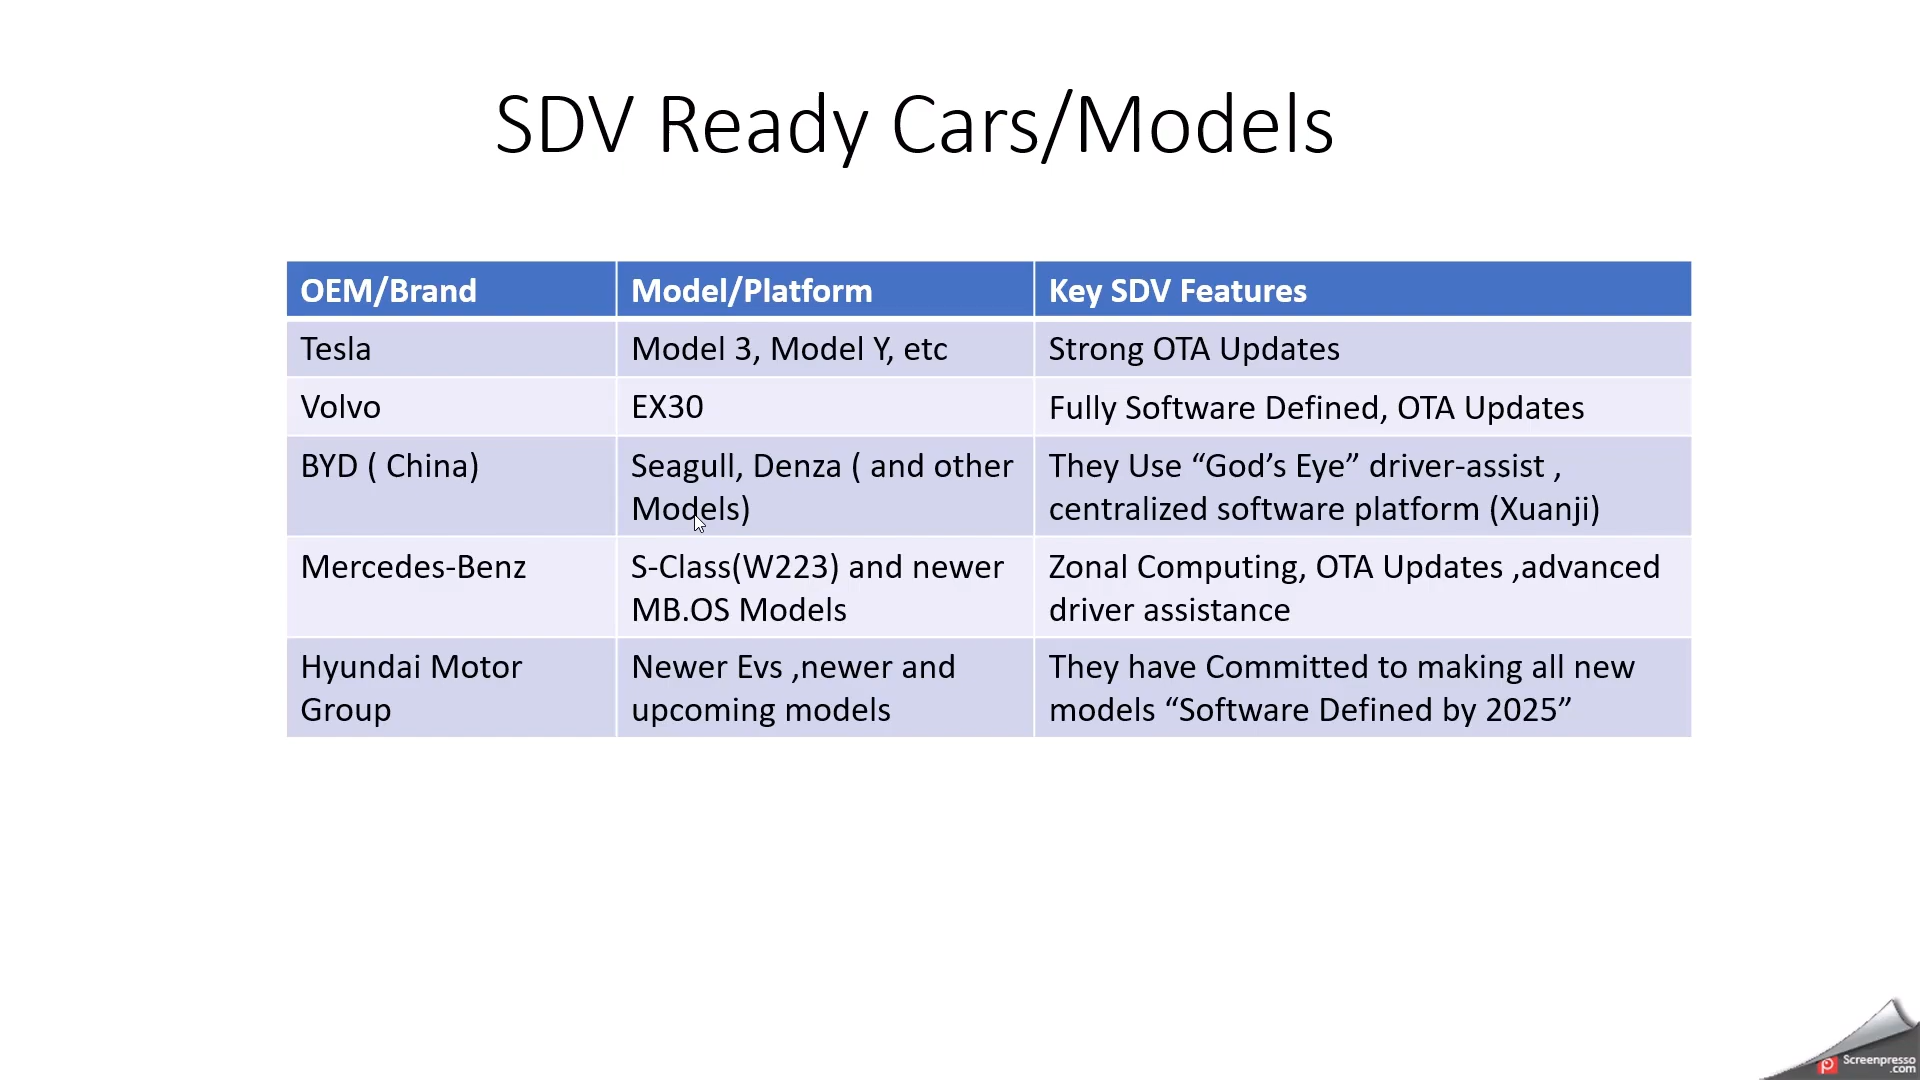 SDV Ready Cars/Models
OEM/Brand
Model/Platform
Key SDV Features
Tesla
Model 3, Model Y, etc
Strong OTA Updates
Volvo
EX30
Fully Software Defined, OTA Updates
BYD ( China)
Seagull, Denza ( and other
Models)
They Use “God’s Eye” driver-assist ,
centralized software platform (Xuanji)
Mercedes-Benz
S-Class(W223) and newer
MB.OS Models
Zonal Computing, OTA Updates ,advanced
driver assistance
Hyundai Motor
Group
Newer Evs ,newer and
upcoming models
They have Committed to making all new
models “Software Defined by 2025”
Screenpresso
.com